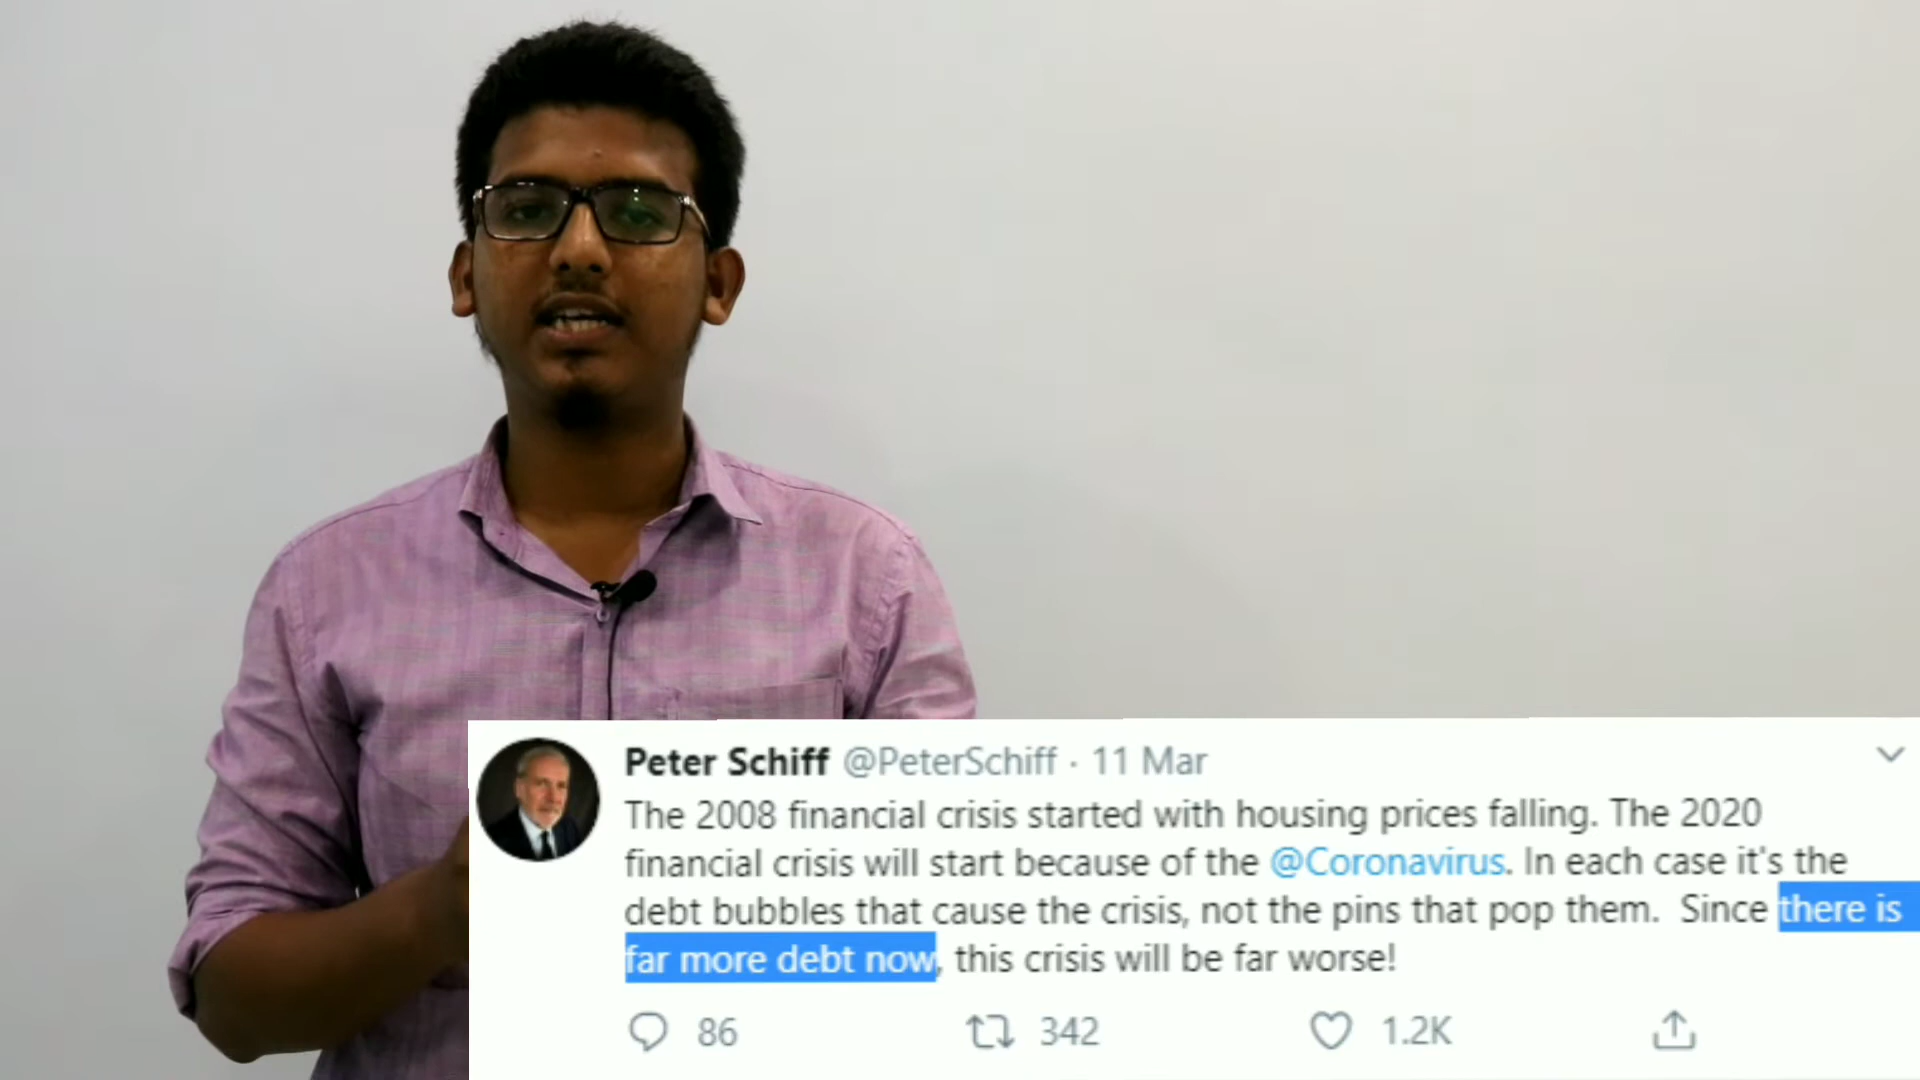 Peter Schiff @PeterSchiff · 11 Mar
The 2008 financial crisis started with housing prices falling. The 2020
financial crisis will start because of the @Coronavirus. In each case it's the
debt bubbles that cause the crisis, not the pins that pop them. Since there is
far more debt now, this crisis will be far worse!
86 342 1.2K